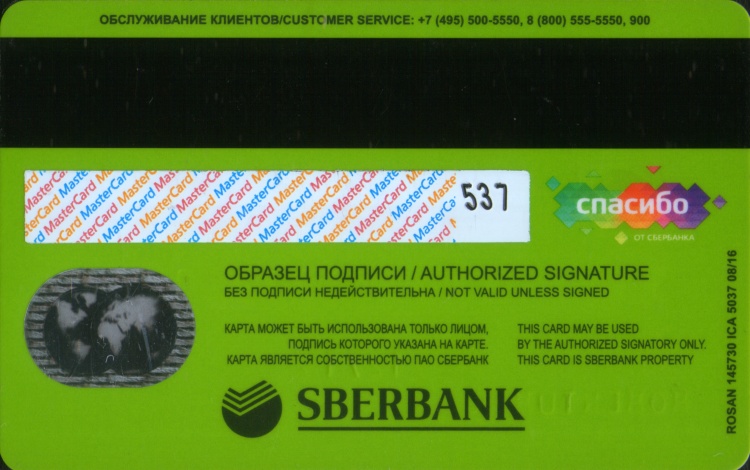 ОБСЛУЖИВАНИЕ КЛИЕНТОВ/CUSTOMER SERVICE: +7 (495) 500-5550, 8 (800) 555-5550, 900
MasterCard MasterCard MasterCard MasterCard
537
спасибо
ОТ СБЕРБАНКА
ОБРАЗЕЦ ПОДПИСИ / AUTHORIZED SIGNATURE
БЕЗ ПОДПИСИ НЕДЕЙСТВИТЕЛЬНА / NOT VALID UNLESS SIGNED
КАРТА МОЖЕТ БЫТЬ ИСПОЛЬЗОВАНА ТОЛЬКО ЛИЦОМ,
ПОДПИСЬ КОТОРОГО УКАЗАНА НА КАРТЕ.
КАРТА ЯВЛЯЕТСЯ СОБСТВЕННОСТЬЮ ПАО СБЕРБАНК
THIS CARD MAY BE USED
BY THE AUTHORIZED SIGNATORY ONLY.
THIS CARD IS SBERBANK PROPERTY
SBERBANK
ROSAN 145730 ICA 5037 08/16